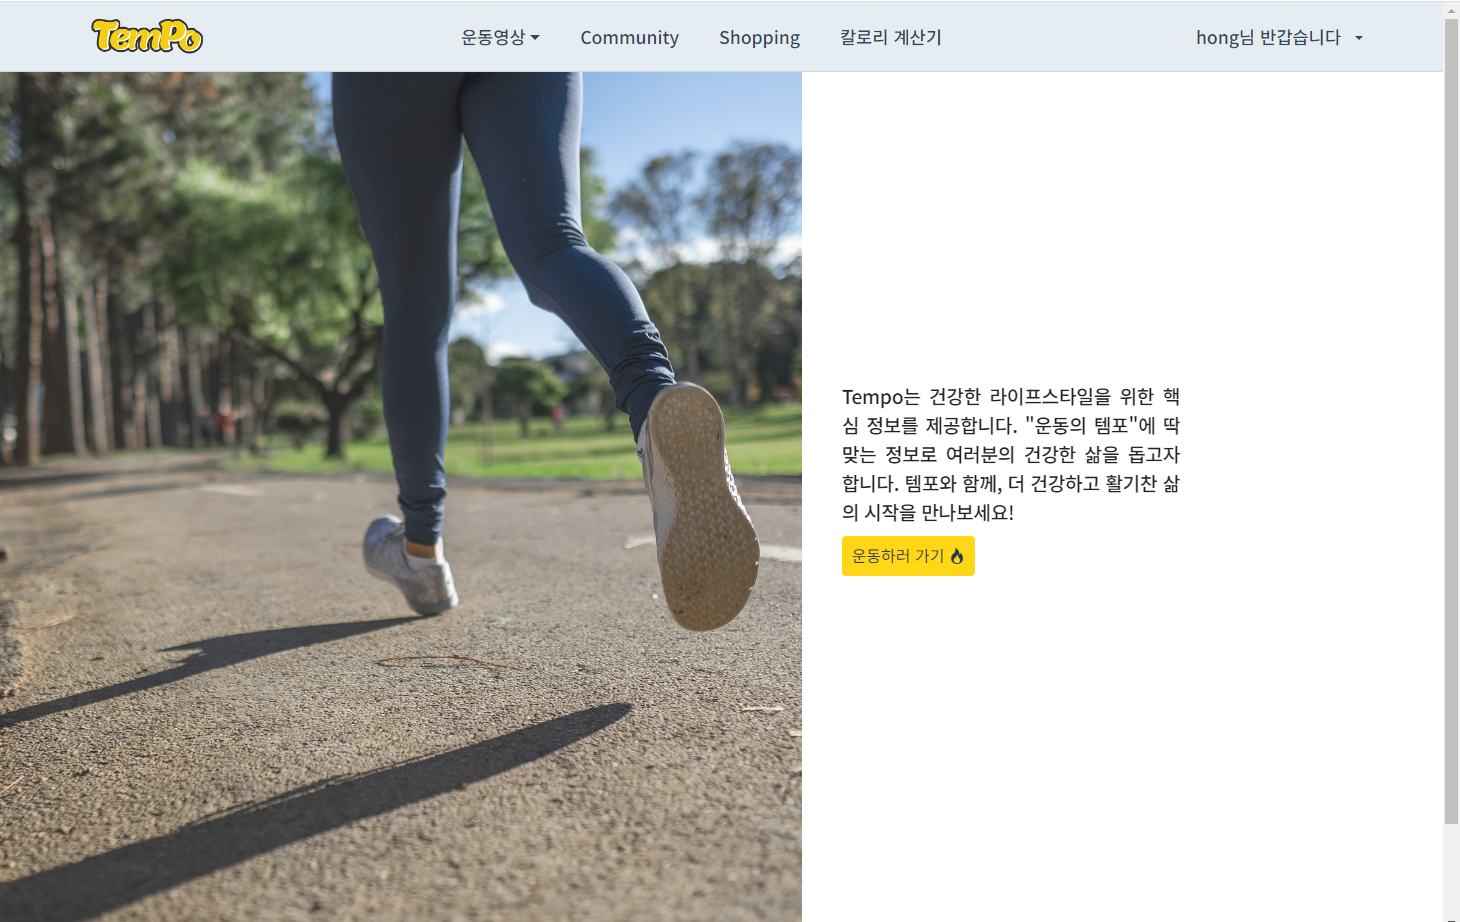 TemPo
운동영상
Community
Shopping
칼로리 계산기
hong님 반갑습니다
Tempo는 건강한 라이프스타일을 위한 핵
심 정보를 제공합니다. "운동의 템포"에 딱
맞는 정보로 여러분의 건강한 삶을 돕고자
합니다. 템포와 함께, 더 건강하고 활기찬 삶
의 시작을 만나보세요!
운동하러 가기